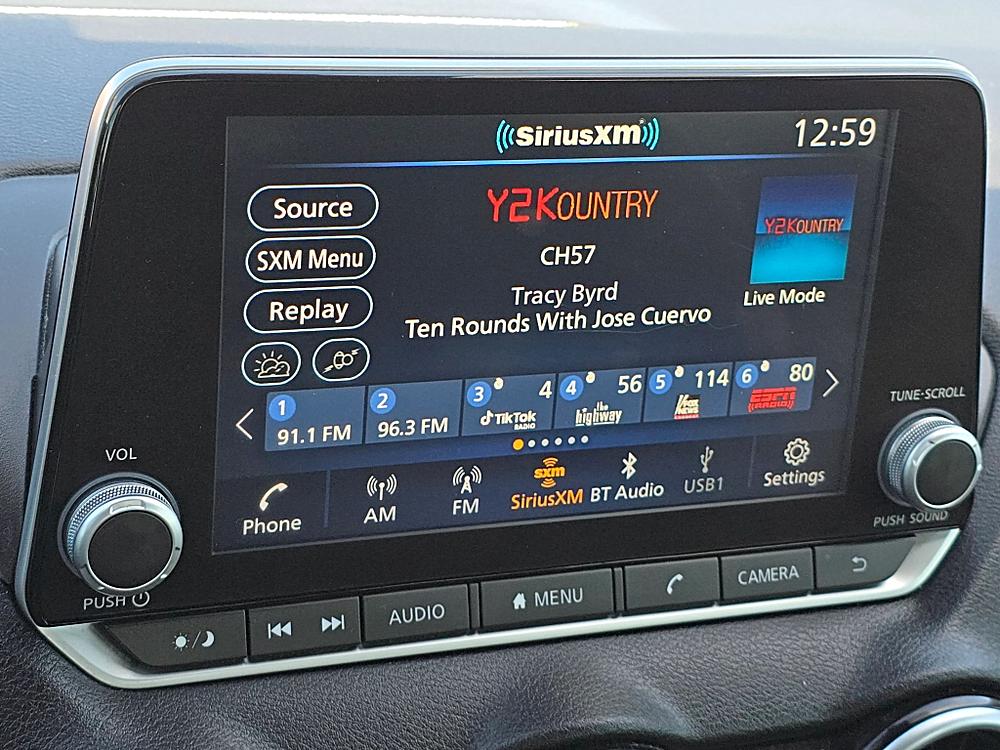 SiriusXM
12:59
Source
SXM Menu
Replay
Y2KOUNTRY
CH57
Tracy Byrd
Ten Rounds With Jose Cuervo
Y2KOUNTRY
Live Mode
1
91.1 FM
2
96.3 FM
3
4
TikTok
RADIO
4
56
the
highway
5
114
FOX
NEWS
6
80
ESPN
RADIO
Phone
AM
FM
sxm
SiriusXM
BT Audio
USB1
Settings
VOL
PUSH
TUNE·SCROLL
PUSH SOUND
AUDIO
MENU
CAMERA